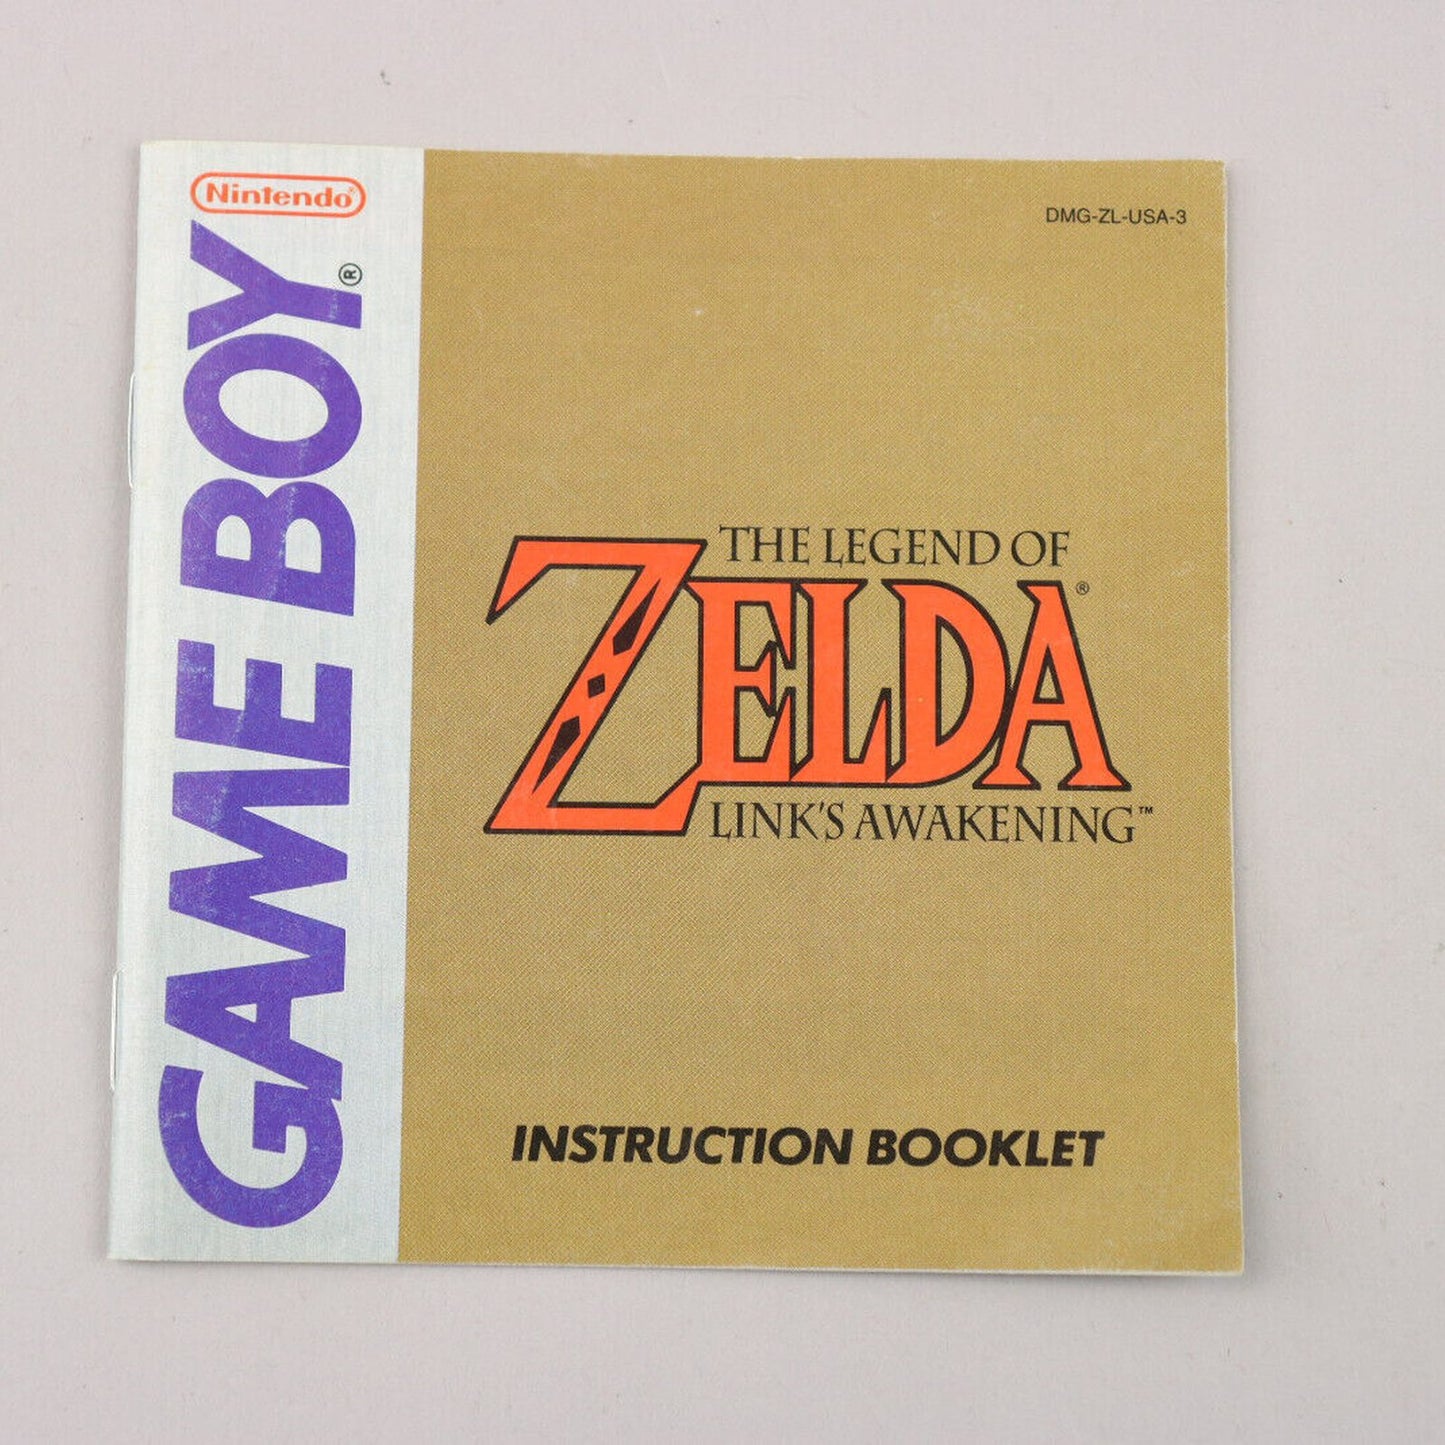 Nintendo®
GAME BOY®
DMG-ZL-USA-3
THE LEGEND OF
ZELDA®
LINK'S AWAKENING™
INSTRUCTION BOOKLET